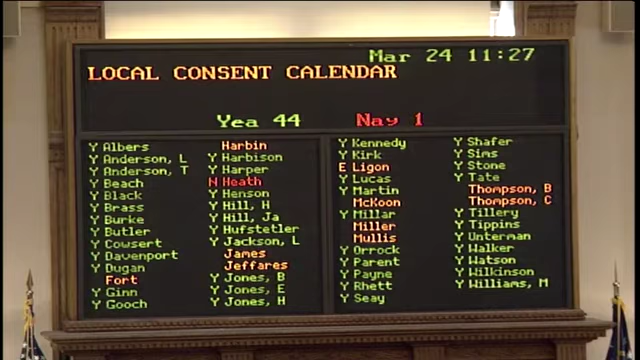 Mar 24 11:27
LOCAL CONSENT CALENDAR
Yea 44 Nay 1
Y Albers
Y Anderson, L
Y Anderson, T
Y Beach
Y Black
Y Brass
Y Burke
Y Butler
Y Cowsert
Y Davenport
Y Dugan
Fort
Y Ginn
Y Gooch
Harbin
Y Harbison
Y Harper
N Heath
Y Henson
Y Hill, H
Y Hill, Ja
Y Hufstetler
Y Jackson, L
James
Jeffares
Y Jones, B
Y Jones, E
Y Jones, H
Y Kennedy
Y Kirk
E Ligon
Y Lucas
Y Martin
McKoon
Y Millar
Miller
Mullis
Y Orrock
Y Parent
Y Payne
Y Rhett
Y Seay
Y Shafer
Y Sims
Y Stone
Y Tate
Thompson, B
Thompson, C
Y Tillery
Y Tippins
Y Unterman
Y Walker
Y Watson
Y Wilkinson
Y Williams, M